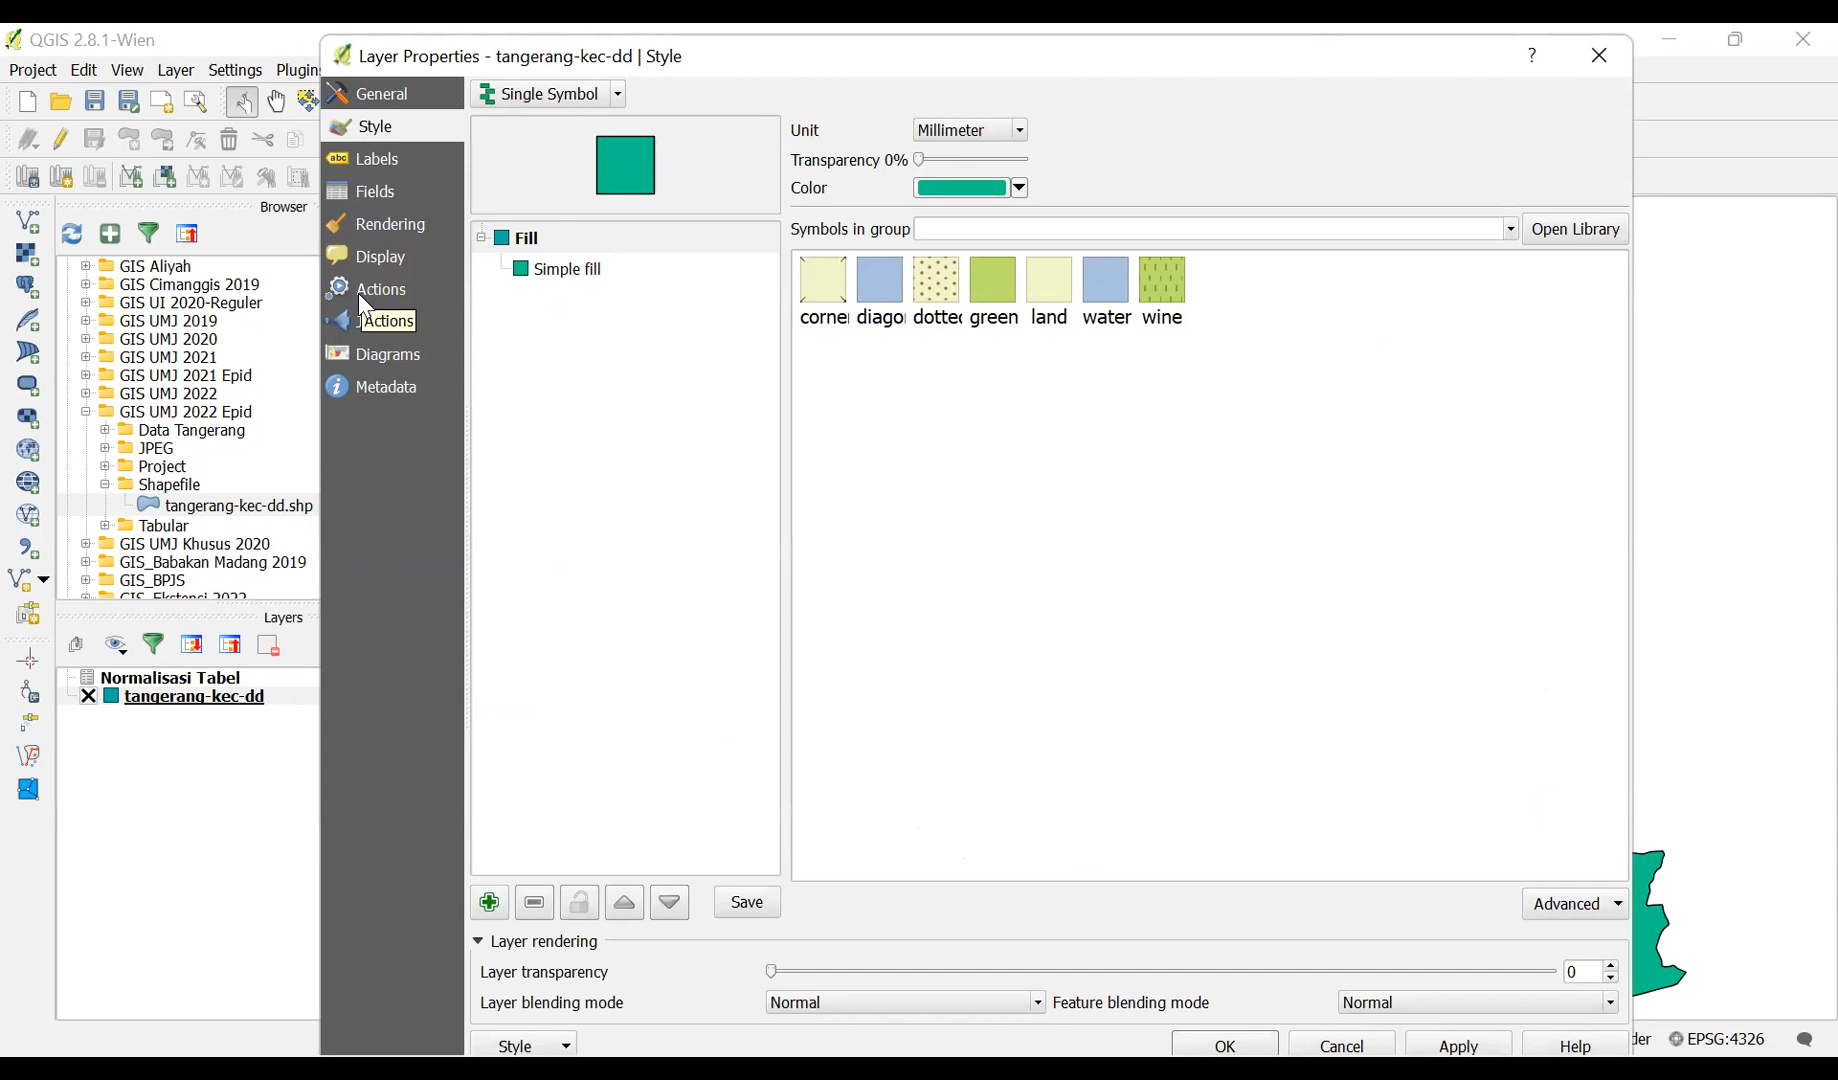 QGIS 2.8.1-Wien
Layer Properties - tangerang-kec-dd | Style
?
Project Edit View Layer Settings Plugin
General
Style
Labels
Fields
Rendering
Display
Actions
Actions
Diagrams
Metadata
Single Symbol
Fill
Simple fill
Unit Millimeter
Transparency 0%
Color
Symbols in group Open Library
corne diago dotted green land water wine
Browser
GIS Aliyah
GIS Cimanggis 2019
GIS UI 2020-Reguler
GIS UMJ 2019
GIS UMJ 2020
GIS UMJ 2021
GIS UMJ 2021 Epid
GIS UMJ 2022
GIS UMJ 2022 Epid
Data Tangerang
JPEG
Project
Shapefile
tangerang-kec-dd.shp
Tabular
GIS UMJ Khusus 2020
GIS_Babakan Madang 2019
GIS_BPJS
GIS_Ekstensi 2022
Layers
Normalisasi Tabel
tangerang-kec-dd
Save
Advanced
Layer rendering
Layer transparency 0
Layer blending mode Normal Feature blending mode Normal
Style OK Cancel Apply Help
der EPSG:4326